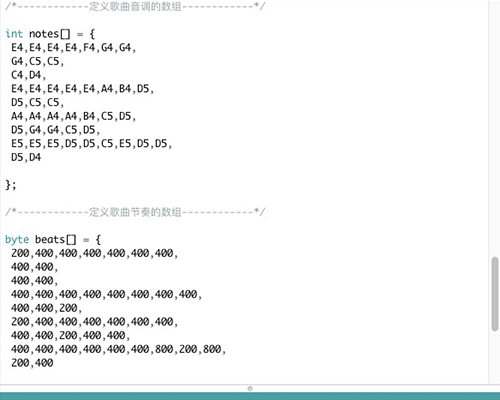 /*------------定义歌曲音调的数组------------*/
int notes[] = {
E4,E4,E4,E4,F4,G4,G4,
G4,C5,C5,
C4,D4,
E4,E4,E4,E4,E4,A4,B4,D5,
D5,C5,C5,
A4,A4,A4,A4,B4,C5,D5,
D5,G4,G4,C5,D5,
E5,E5,E5,D5,D5,C5,E5,D5,D5,
D5,D4
};
/*------------定义歌曲节奏的数组------------*/
byte beats[] = {
200,400,400,400,400,400,400,
400,400,
400,400,
400,400,400,400,400,400,400,400,
400,400,200,
200,400,400,400,400,400,400,
400,400,200,400,400,
400,400,400,400,400,400,800,200,800,
200,400